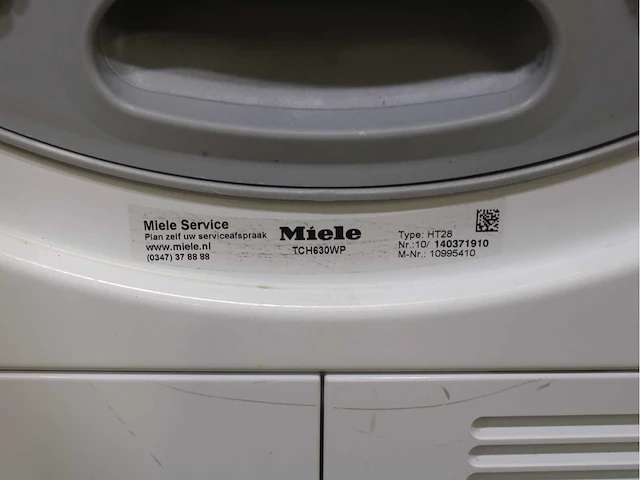 Miele Service
Plan zelf uw serviceafspraak
www.miele.nl
(0347) 37 88 88
Miele
TCH630WP
Type: HT28
Nr.:10/ 140371910
M-Nr.: 10995410